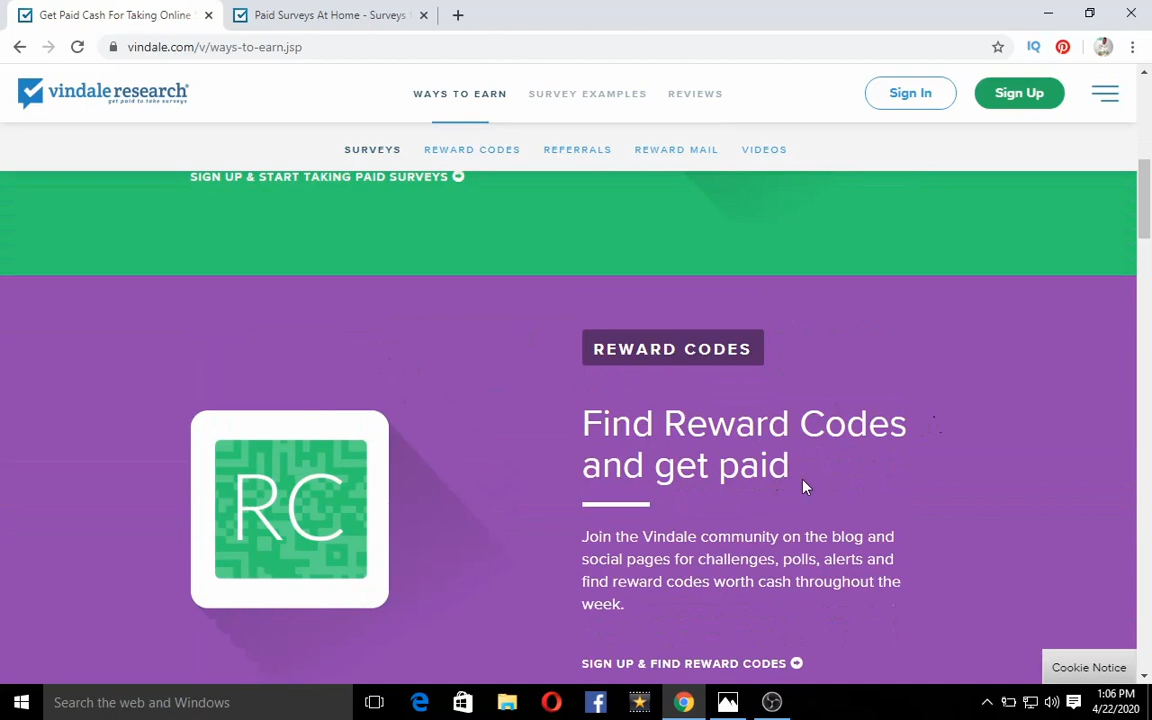 Get Paid Cash For Taking Online
Paid Surveys At Home - Surveys
vindale.com/v/ways-to-earn.jsp
IQ
vindale research
get paid to take surveys
WAYS TO EARN
SURVEY EXAMPLES
REVIEWS
Sign In
Sign Up
SURVEYS
REWARD CODES
REFERRALS
REWARD MAIL
VIDEOS
SIGN UP & START TAKING PAID SURVEYS
REWARD CODES
Find Reward Codes
and get paid
RC
Join the Vindale community on the blog and
social pages for challenges, polls, alerts and
find reward codes worth cash throughout the
week.
SIGN UP & FIND REWARD CODES
Cookie Notice
Search the web and Windows
1:06 PM
4/22/2020